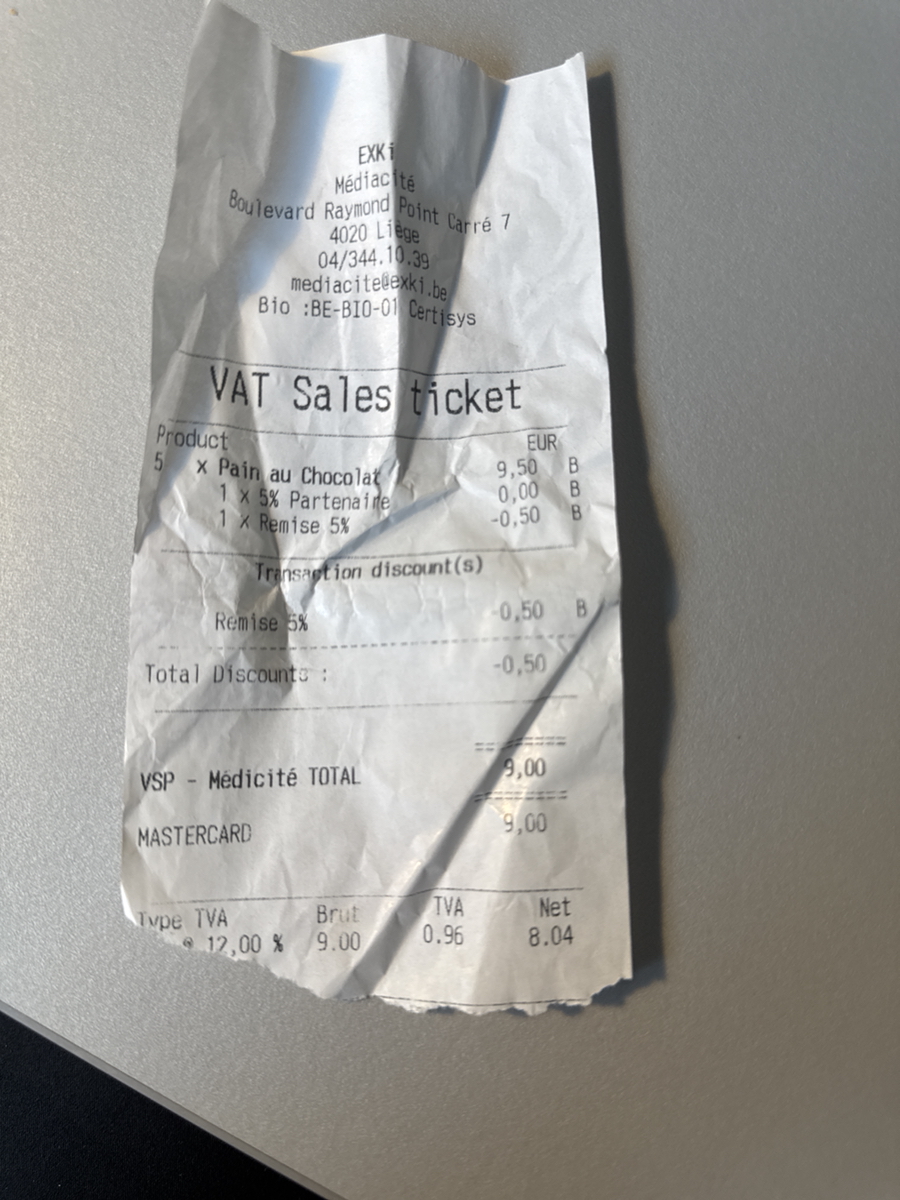 EXKi
Médiacité
Boulevard Raymond Point Carré 7
4020 Liège
04/344.10.39
mediacite@exki.be
Bio :BE-BIO-01 Certisys
VAT Sales ticket
Product EUR
5 x Pain au Chocolat 9,50 B
1 x 5% Partenaire 0,00 B
1 x Remise 5% -0,50 B
Transaction discount(s)
Remise 5% -0,50 B
Total Discounts : -0,50
VSP - Médicité TOTAL 9,00
MASTERCARD 9,00
Type TVA Brut TVA Net
@ 12,00 % 9.00 0.96 8.04